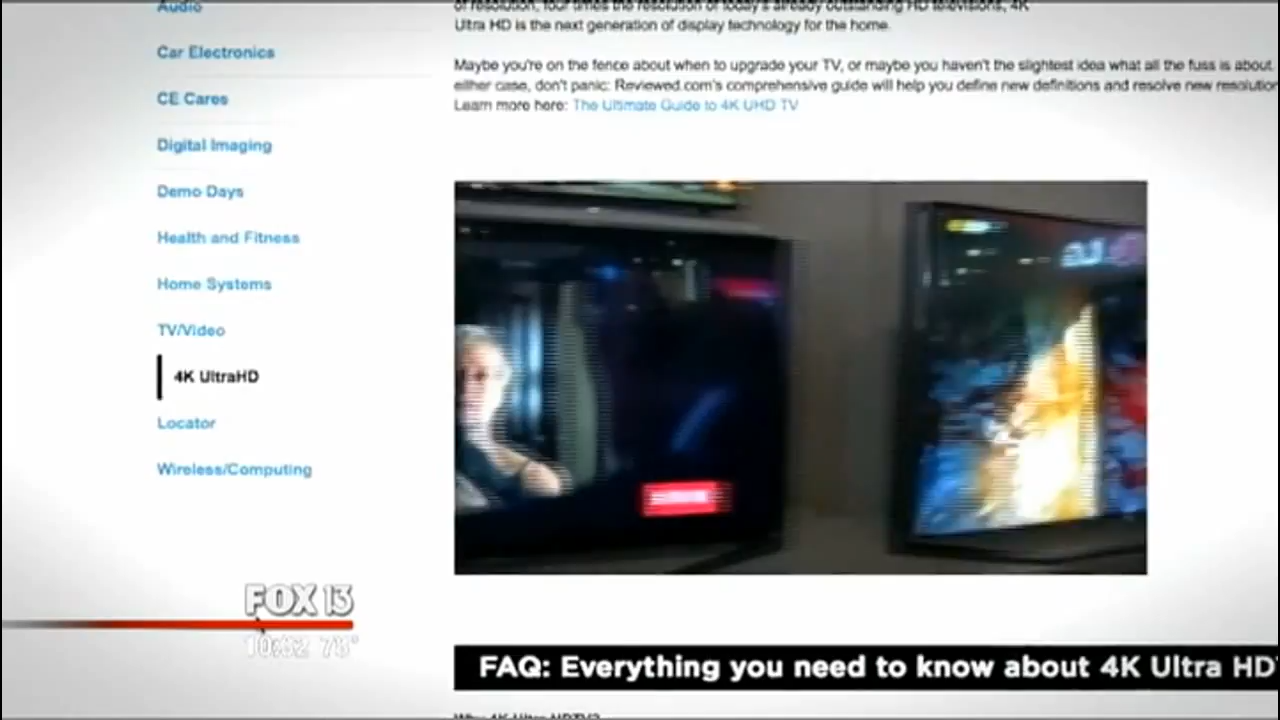 Audio
Car Electronics
CE Cares
Digital Imaging
Demo Days
Health and Fitness
Home Systems
TV/Video
4K UltraHD
Locator
Wireless/Computing
of resolution, four times the resolution of today's already outstanding HD televisions, 4K
Utra HD is the next generation of display technology for the home.
Maybe you're on the fence about when to upgrade your TV, or maybe you haven't the slightest idea what all the fuss is about.
either case, don't panic: Reviewed.com's comprehensive guide will help you define new definitions and resolve new resolution
Learn more here: The Ultimate Guide to 4K UHD TV
FAQ: Everything you need to know about 4K Ultra HD
Why 4K Ultra HDTV?
FOX 13
78°